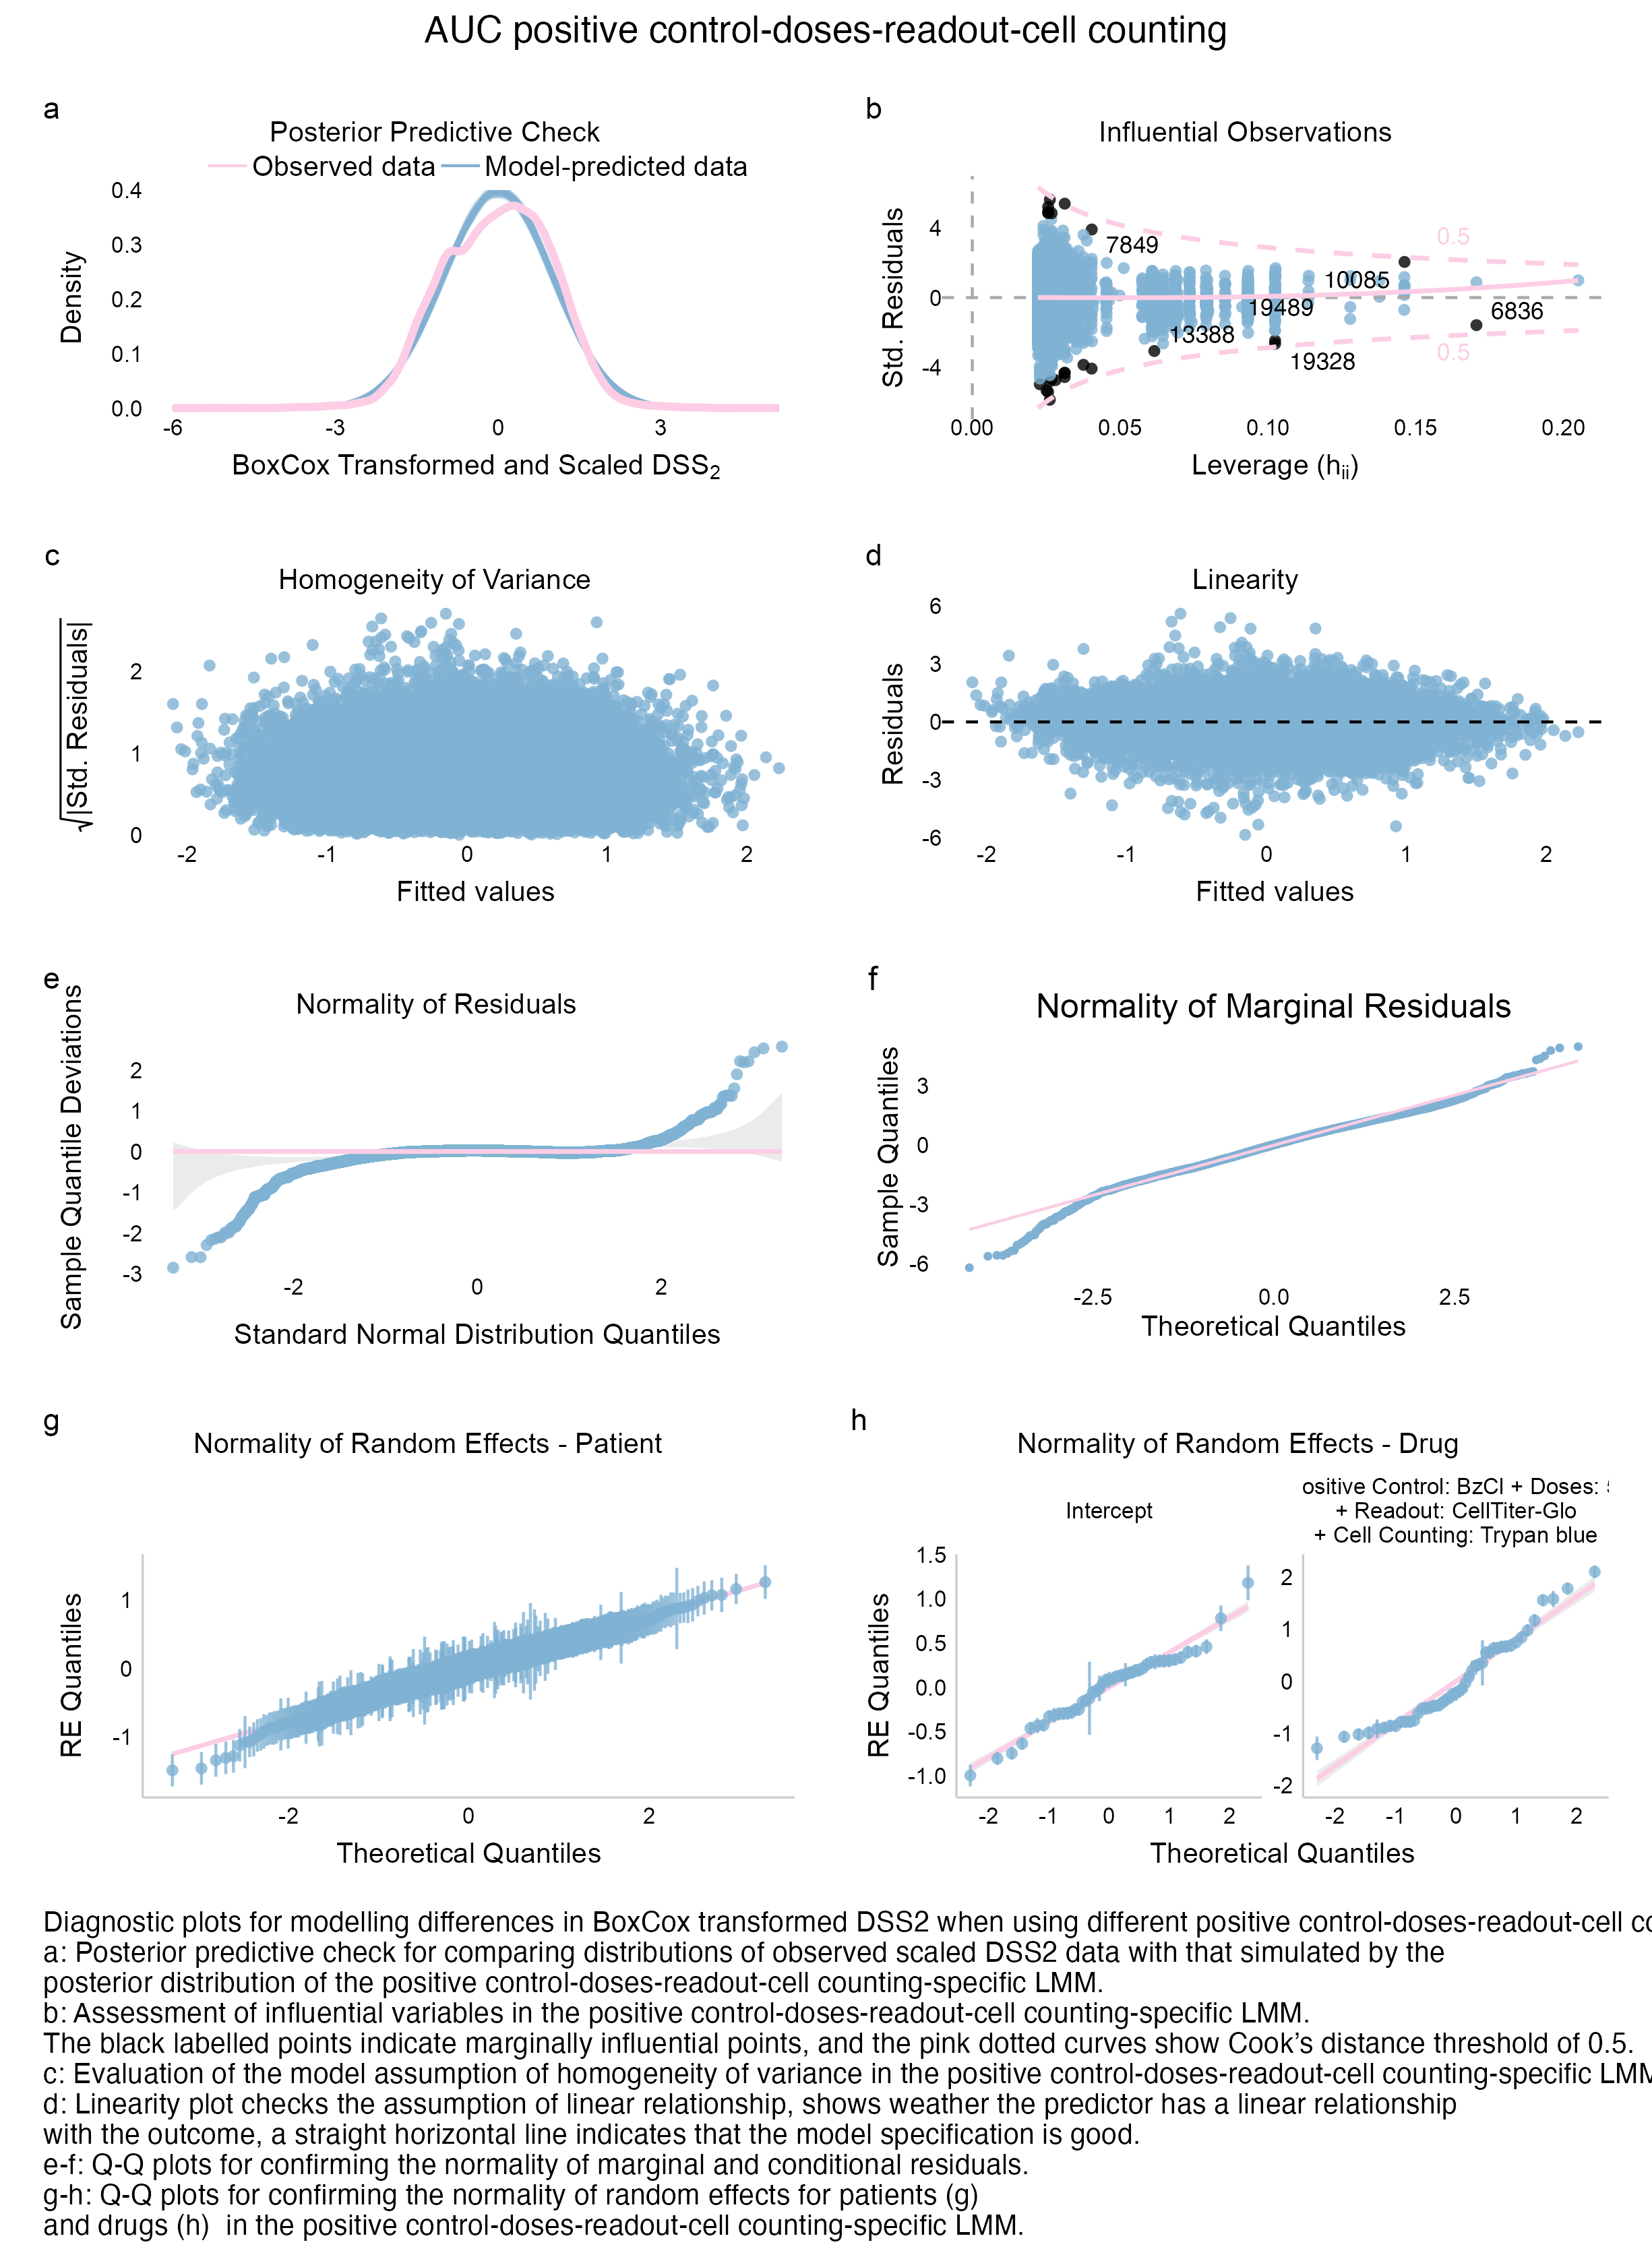 AUC positive control-doses-readout-cell counting
a
Posterior Predictive Check
Observed data
Model-predicted data
Density
0.4
0.3
0.2
0.1
0.0
-6
-3
0
3
BoxCox Transformed and Scaled DSS2
b
Influential Observations
Std. Residuals
4
0
-4
0.5
0.5
7849
10085
19489
6836
13388
19328
0.00
0.05
0.10
0.15
0.20
Leverage (hii)
c
Homogeneity of Variance
√|Std. Residuals|
2
1
0
-2
-1
0
1
2
Fitted values
d
Linearity
Residuals
6
3
0
-3
-6
-2
-1
0
1
2
Fitted values
e
Normality of Residuals
Sample Quantile Deviations
2
1
0
-1
-2
-3
-2
0
2
Standard Normal Distribution Quantiles
f
Normality of Marginal Residuals
Sample Quantiles
3
0
-3
-6
-2.5
0.0
2.5
Theoretical Quantiles
g
Normality of Random Effects - Patient
RE Quantiles
1
0
-1
-2
0
2
Theoretical Quantiles
h
Normality of Random Effects - Drug
Intercept
RE Quantiles
1.5
1.0
0.5
0.0
-0.5
-1.0
-2
-1
0
1
2
ositive Control: BzCl + Doses:
+ Readout: CellTiter-Glo
+ Cell Counting: Trypan blue
2
1
0
-1
-2
-2
-1
0
1
2
Theoretical Quantiles
Diagnostic plots for modelling differences in BoxCox transformed DSS2 when using different positive control-doses-readout-cell co
a: Posterior predictive check for comparing distributions of observed scaled DSS2 data with that simulated by the
posterior distribution of the positive control-doses-readout-cell counting-specific LMM.
b: Assessment of influential variables in the positive control-doses-readout-cell counting-specific LMM.
The black labelled points indicate marginally influential points, and the pink dotted curves show Cook’s distance threshold of 0.5.
c: Evaluation of the model assumption of homogeneity of variance in the positive control-doses-readout-cell counting-specific LMM
d: Linearity plot checks the assumption of linear relationship, shows weather the predictor has a linear relationship
with the outcome, a straight horizontal line indicates that the model specification is good.
e-f: Q-Q plots for confirming the normality of marginal and conditional residuals.
g-h: Q-Q plots for confirming the normality of random effects for patients (g)
and drugs (h)  in the positive control-doses-readout-cell counting-specific LMM.